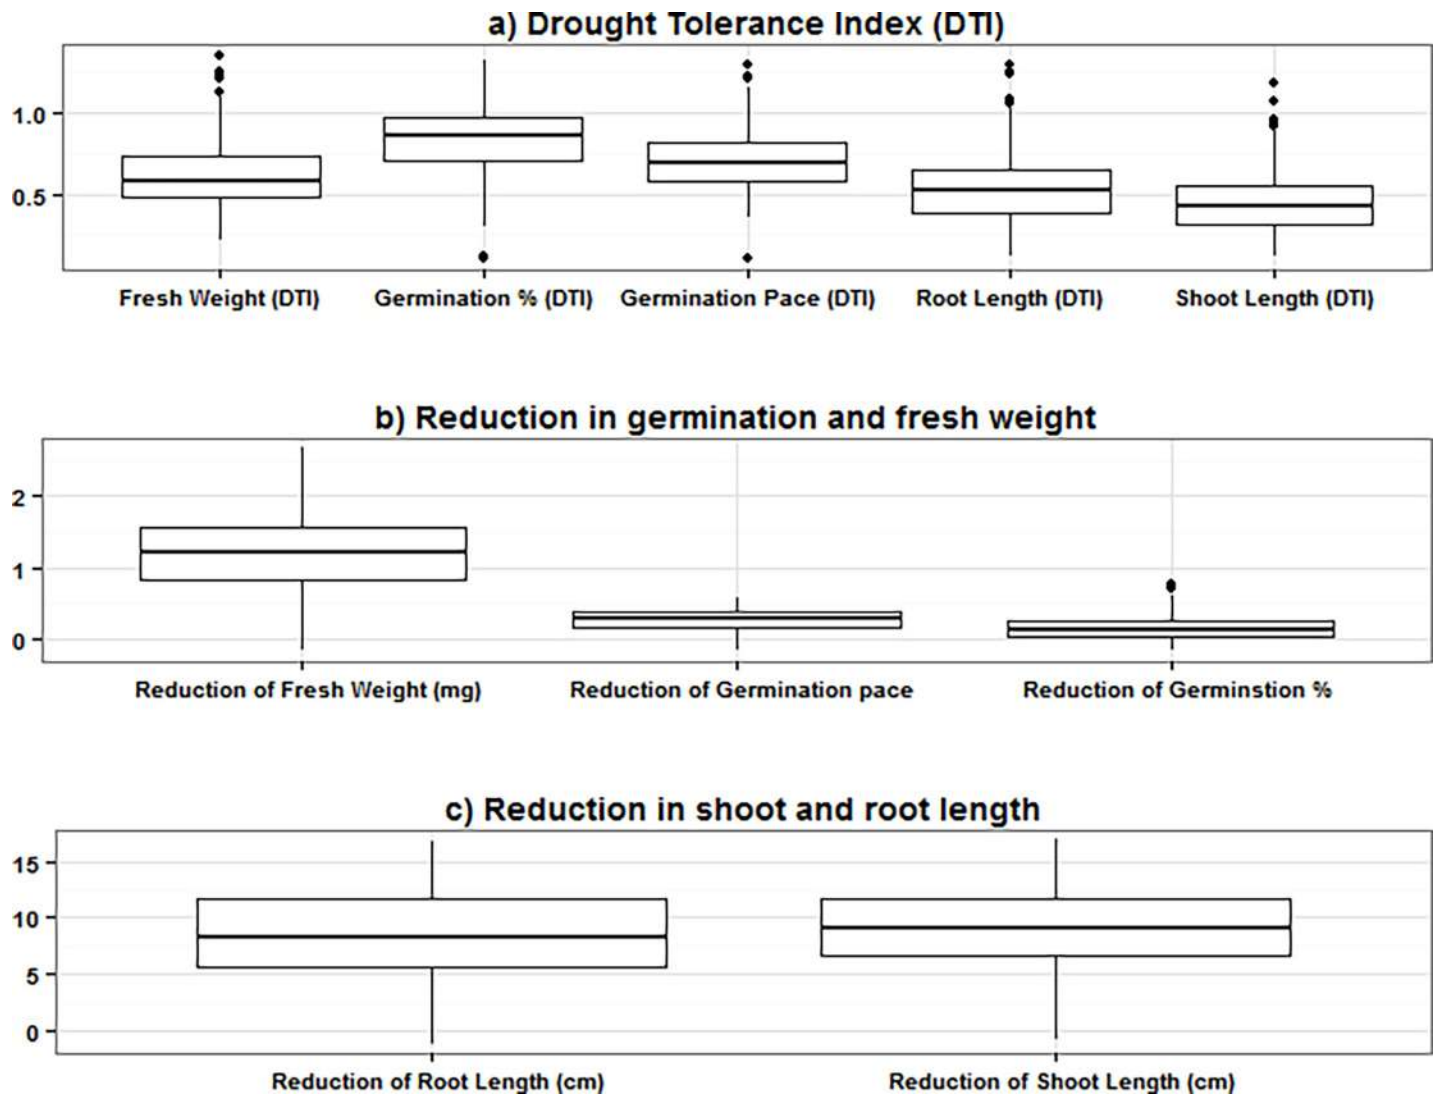 a) Drought Tolerance Index (DTI)
1.0
0.5
Fresh Weight (DTI) Germination % (DTI) Germination Pace (DTI) Root Length (DTI) Shoot Length (DTI)
b) Reduction in germination and fresh weight
2
1
0
Reduction of Fresh Weight (mg) Reduction of Germination pace Reduction of Germinstion %
c) Reduction in shoot and root length
15
10
5
0
Reduction of Root Length (cm) Reduction of Shoot Length (cm)